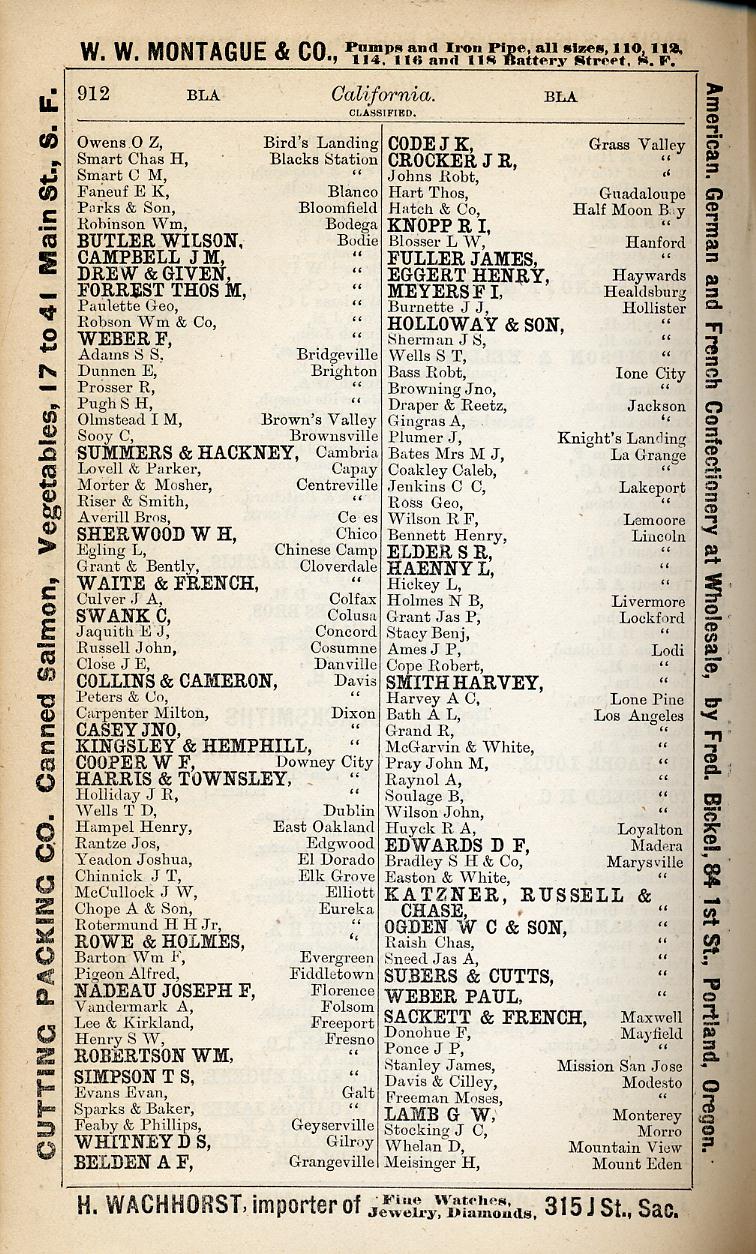 W. W. MONTAGUE & CO., Pumps and Iron Pipe, all sizes, 110, 112,
114, 116 and 118 Battery Street, S. F.
912 BLA California. BLA
CLASSIFIED.
Owens O Z, Bird's Landing
Smart Chas H, Blacks Station
Smart C M, "
Faneuf E K, Blanco
Parks & Son, Bloomfield
Robinson Wm, Bodega
BUTLER WILSON, Bodie
CAMPBELL J M, "
DREW & GIVEN, "
FORREST THOS M, "
Paulette Geo, "
Robson Wm & Co, "
WEBER F, "
Adams S S, Bridgeville
Dunnen E, Brighton
Prosser R, "
Pugh S H, "
Olmstead I M, Brown's Valley
Sooy C, Brownsville
SUMMERS & HACKNEY, Cambria
Lovell & Parker, Capay
Morter & Mosher, Centreville
Riser & Smith, "
Averill Bros, Ce es
SHERWOOD W H, Chico
Egling L, Chinese Camp
Grant & Bently, Cloverdale
WAITE & FRENCH, "
Culver J A, Colfax
SWANK C, Colusa
Jaquith E J, Concord
Russell John, Cosumne
Close J E, Danville
COLLINS & CAMERON, Davis
Peters & Co, "
Carpenter Milton, Dixon
CASEY JNO, "
KINGSLEY & HEMPHILL, "
COOPER W F, Downey City
HARRIS & TOWNSLEY, "
Holliday J R, "
Wells T D, Dublin
Hampel Henry, East Oakland
Rantze Jos, Edgwood
Yeadon Joshua, El Dorado
Chinnick J T, Elk Grove
McCullock J W, Elliott
Chope A & Son, Eureka
Rotermund H H Jr, "
ROWE & HOLMES, "
Barton Wm F, Evergreen
Pigeon Alfred, Fiddletown
NADEAU JOSEPH F, Florence
Vandermark A, Folsom
Lee & Kirkland, Freeport
Henry S W, Fresno
ROBERTSON WM, "
SIMPSON T S, "
Evans Evan, Galt
Sparks & Baker, "
Feaby & Phillips, Geyserville
WHITNEY D S, Gilroy
BELDEN A F, Grangeville
CODE J K, Grass Valley
CROCKER J R, "
Johns Robt, "
Hart Thos, Guadaloupe
Hatch & Co, Half Moon B y
KNOPP R I, "
Blosser L W, Hanford
FULLER JAMES, "
EGGERT HENRY, Haywards
MEYERS F I, Healdsburg
Burnette J J, Hollister
HOLLOWAY & SON, "
Sherman J S, "
Wells S T, "
Bass Robt, Ione City
Browning Jno, "
Draper & Reetz, Jackson
Gingras A, "
Plumer J, Knight's Landing
Bates Mrs M J, La Grange
Coakley Caleb, "
Jenkins C C, Lakeport
Ross Geo, "
Wilson R F, Lemoore
Bennett Henry, Lincoln
ELDER S R, "
HAENNY L, "
Hickey L, "
Holmes N B, Livermore
Grant Jas P, Lockford
Stacy Benj, "
Ames J P, Lodi
Cope Robert, "
SMITH HARVEY, "
Harvey A C, Lone Pine
Bath A L, Los Angeles
Grand R, "
McGarvin & White, "
Pray John M, "
Raynol A, "
Soulage B, "
Wilson John, "
Huyck R A, Loyalton
EDWARDS D F, Madera
Bradley S H & Co, Marysville
Easton & White, "
KATZNER, RUSSELL &
CHASE, "
OGDEN W C & SON, "
Raish Chas, "
Sneed Jas A, "
SUBERS & CUTTS, "
WEBER PAUL, "
SACKETT & FRENCH, Maxwell
Donohue F, Mayfield
Ponce J P, "
Stanley James, Mission San Jose
Davis & Cilley, Modesto
Freeman Moses, "
LAMB G W, Monterey
Stocking J C, Morro
Whelan D, Mountain View
Meisinger H, Mount Eden
H. WACHHORST, importer of Fine Watches,
Jewelry, Diamonds, 315 J St., Sac.
CUTTING PACKING CO. Canned Salmon, Vegetables, 17 to 41 Main St., S. F.
American, German and French Confectionery at Wholesale, by Fred. Bickel, 84 1st St., Portland, Oregon.